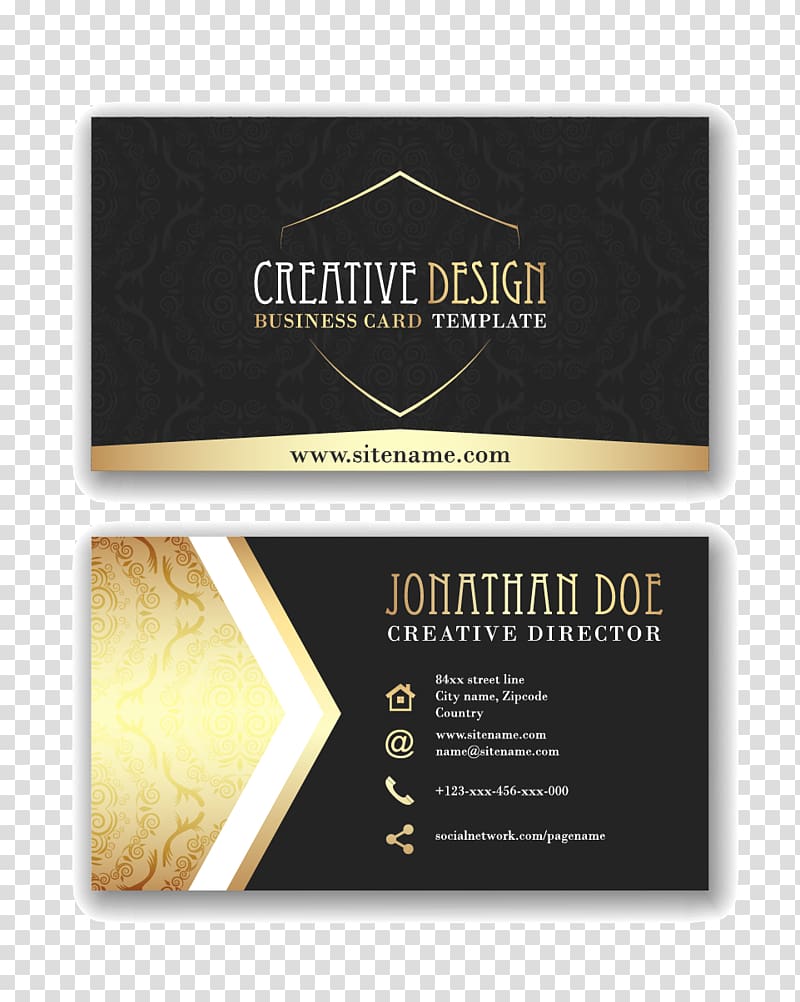 CREATIVE DESIGN
BUSINESS CARD TEMPLATE
www.sitename.com
JONATHAN DOE
CREATIVE DIRECTOR
84xx street line
City name, Zipcode
Country
www.sitename.com
name@sitename.com
+123-xxx-456-xxx-000
socialnetwork.com/pagename